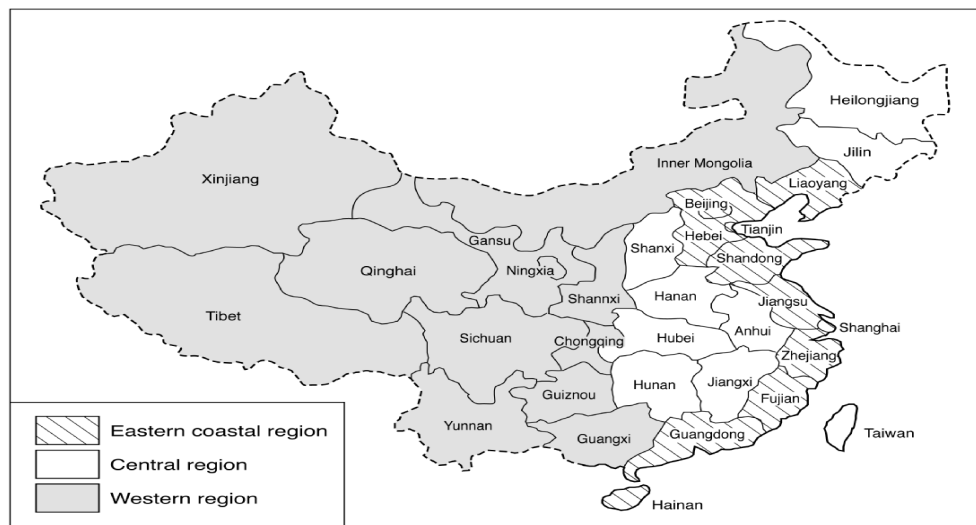 Heilongjiang
Jilin
Inner Mongolia
Xinjiang
Liaoyang
Beijing
Tianjin
Gansu
Hebei
Shanxi
Shandong
Qinghai
Ningxia
Shannxi
Hanan
Jiangsu
Tibet
Anhui
Shanghai
Sichuan
Chongqing
Hubei
Zhejiang
Hunan
Jiangxi
Guiznou
Fujian
Yunnan
Guangxi
Guangdong
Taiwan
Hainan
Eastern coastal region
Central region
Western region